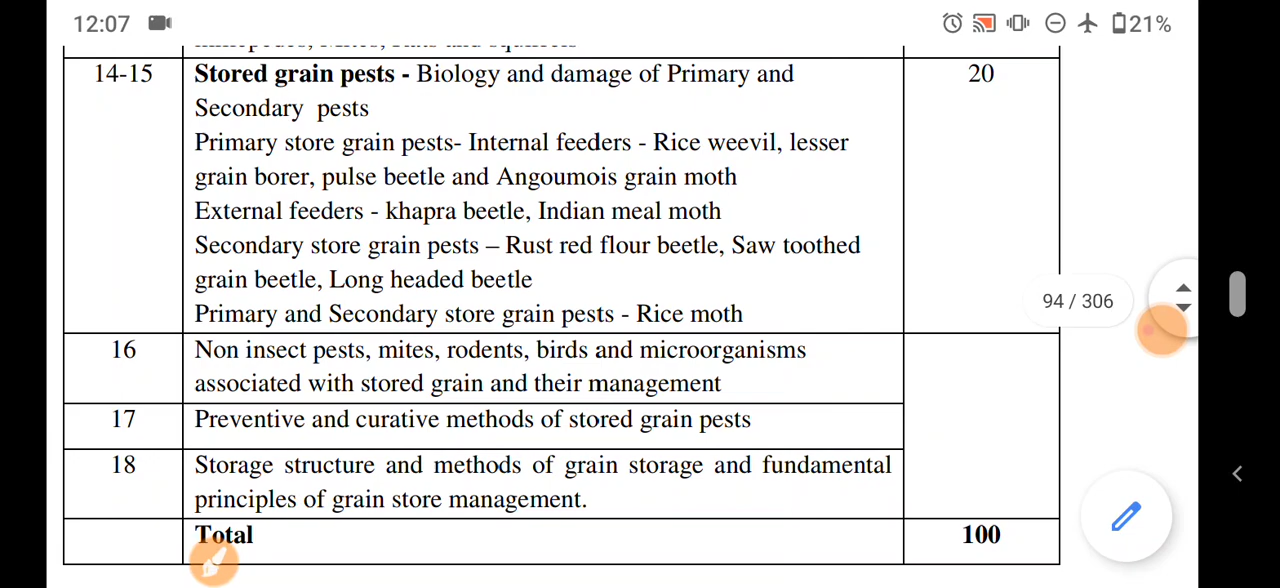 12:07
21%
14-15
Stored grain pests - Biology and damage of Primary and
20
Secondary pests
Primary store grain pests- Internal feeders - Rice weevil, lesser
grain borer, pulse beetle and Angoumois grain moth
External feeders - khapra beetle, Indian meal moth
Secondary store grain pests – Rust red flour beetle, Saw toothed
grain beetle, Long headed beetle
94 / 306
Primary and Secondary store grain pests - Rice moth
16
Non insect pests, mites, rodents, birds and microorganisms
associated with stored grain and their management
17
Preventive and curative methods of stored grain pests
18
Storage structure and methods of grain storage and fundamental
principles of grain store management.
Total
100